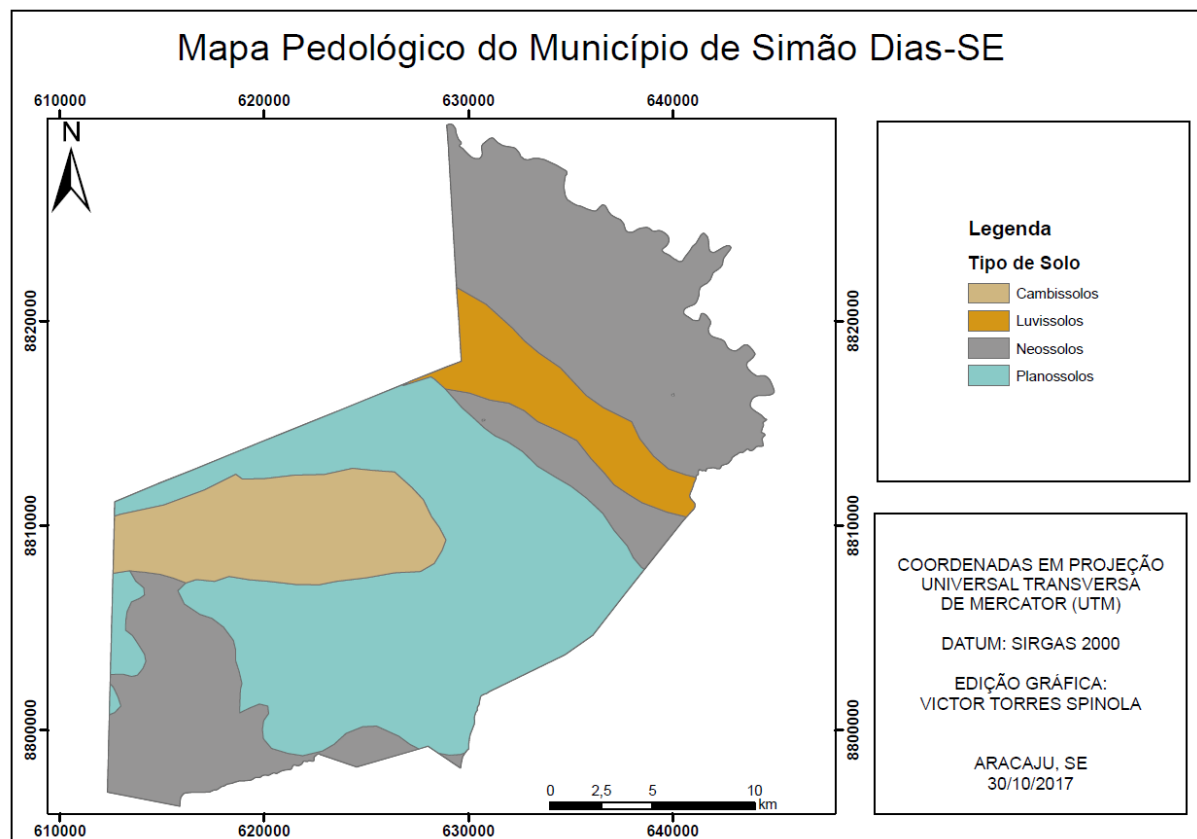 Mapa Pedológico do Município de Simão Dias-SE
610000
620000
630000
640000
N
8820000
8820000
8810000
8810000
8800000
8800000
0
2,5
5
10
km
610000
620000
630000
640000
Legenda
Tipo de Solo
Cambissolos
Luvissolos
Neossolos
Planossolos
COORDENADAS EM PROJEÇÃO
UNIVERSAL TRANSVERSA
DE MERCATOR (UTM)
DATUM: SIRGAS 2000
EDIÇÃO GRÁFICA:
VICTOR TORRES SPINOLA
ARACAJU, SE
30/10/2017